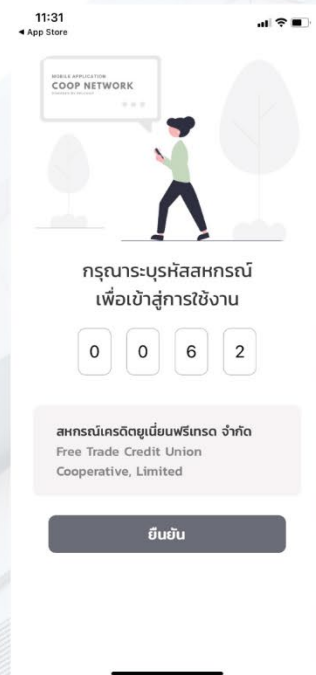 11:31
◀ App Store
MOBILE APPLICATION
COOP NETWORK
กรุณาระบุรหัสสหกรณ์
เพื่อเข้าสู่การใช้งาน
0 0 6 2
สหกรณ์เครดิตยูเนี่ยนฟรีเทรด จำกัด
Free Trade Credit Union
Cooperative, Limited
ยืนยัน